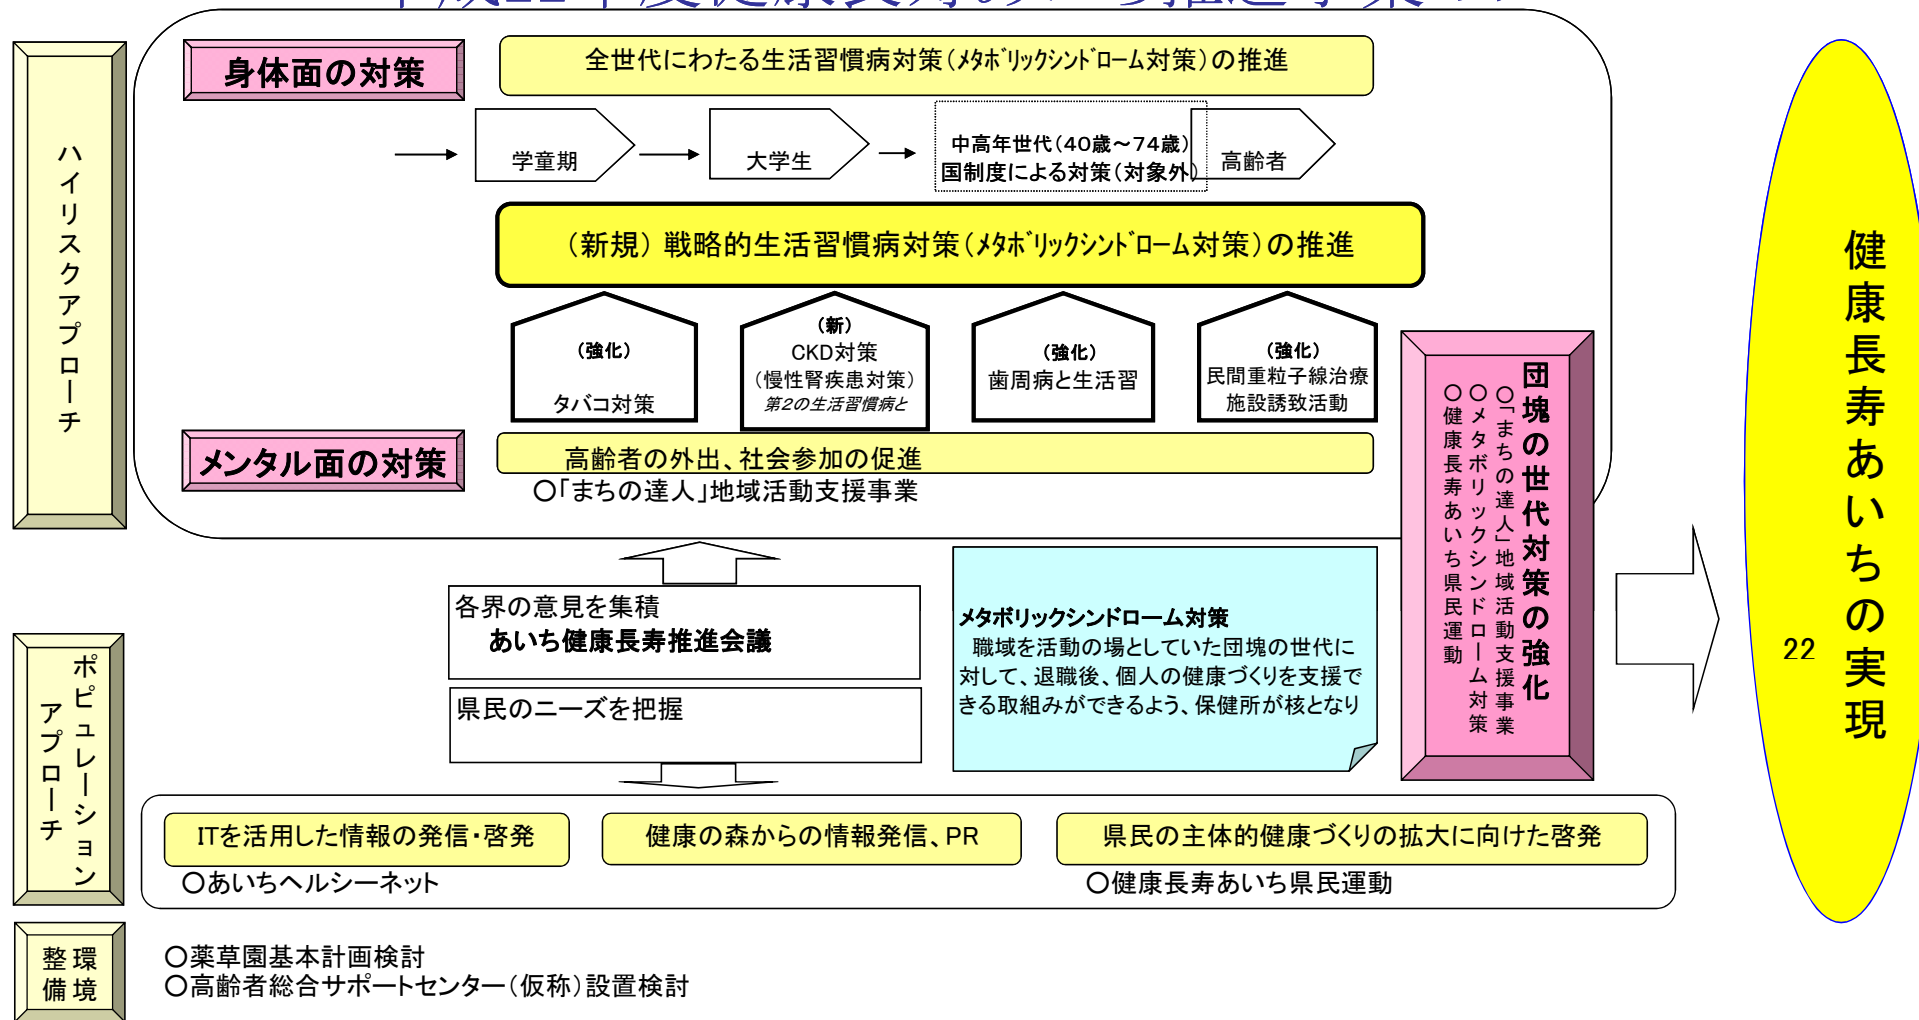 平成22年度健康長寿あいち推進事業
ハイリスクアプローチ
身体面の対策
全世代にわたる生活習慣病対策(ﾒﾀﾎﾞﾘｯｸｼﾝﾄﾞﾛｰﾑ対策)の推進
学童期
大学生
中高年世代(40歳～74歳)
国制度による対策(対象外)
高齢者
(新規) 戦略的生活習慣病対策(ﾒﾀﾎﾞﾘｯｸｼﾝﾄﾞﾛｰﾑ対策)の推進
(強化)
タバコ対策
(新)
CKD対策
(慢性腎疾患対策)
第2の生活習慣病と
(強化)
歯周病と生活習
(強化)
民間重粒子線治療
施設誘致活動
メンタル面の対策
高齢者の外出、社会参加の促進
○「まちの達人」地域活動支援事業
団塊の世代対策の強化
○「まちの達人」地域活動支援事業
○メタボリックシンドローム対策
○健康長寿あいち県民運動
各界の意見を集積
あいち健康長寿推進会議
県民のニーズを把握
メタボリックシンドローム対策
職域を活動の場としていた団塊の世代に
対して、退職後、個人の健康づくりを支援で
きる取組みができるよう、保健所が核となり
健康長寿あいちの実現
22
ポピュレーション
アプローチ
ITを活用した情報の発信・啓発
○あいちヘルシーネット
健康の森からの情報発信、PR
県民の主体的健康づくりの拡大に向けた啓発
○健康長寿あいち県民運動
環境
整備
○薬草園基本計画検討
○高齢者総合サポートセンター(仮称)設置検討